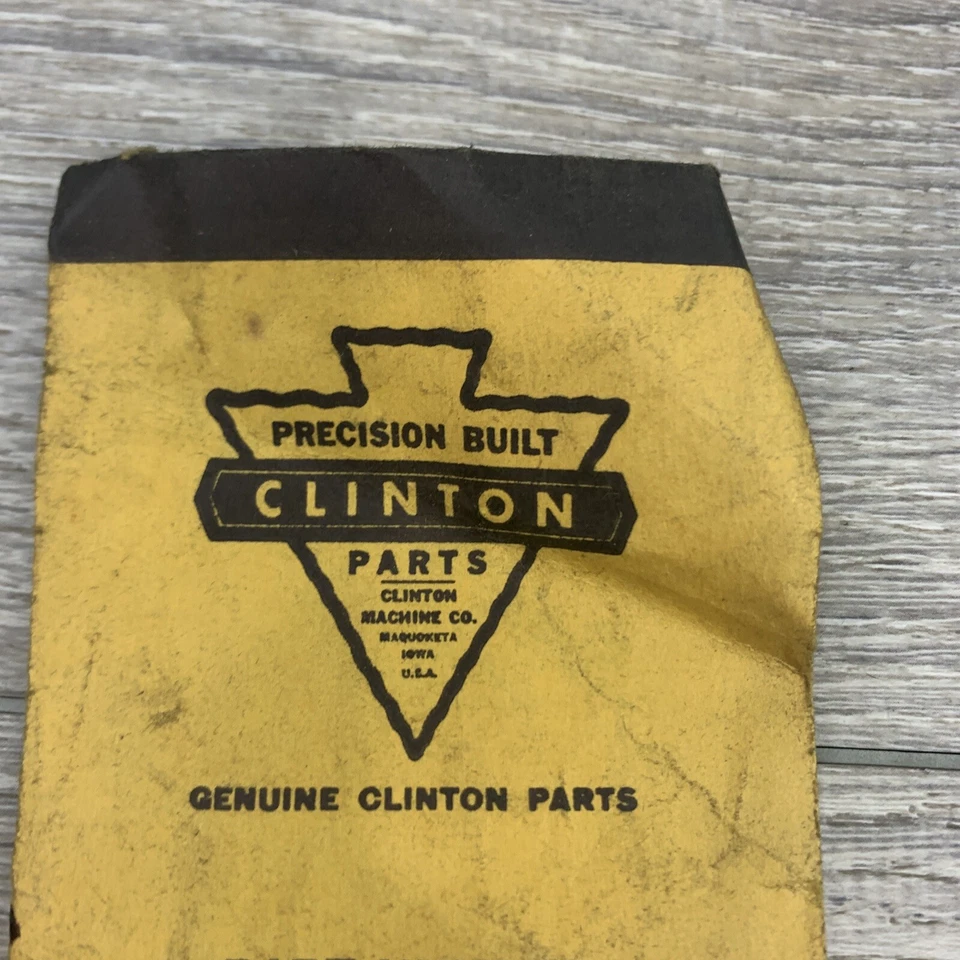 PRECISION BUILT
CLINTON
PARTS
CLINTON
MACHINE CO.
MAQUOKETA
IOWA
U.S.A.
GENUINE CLINTON PARTS